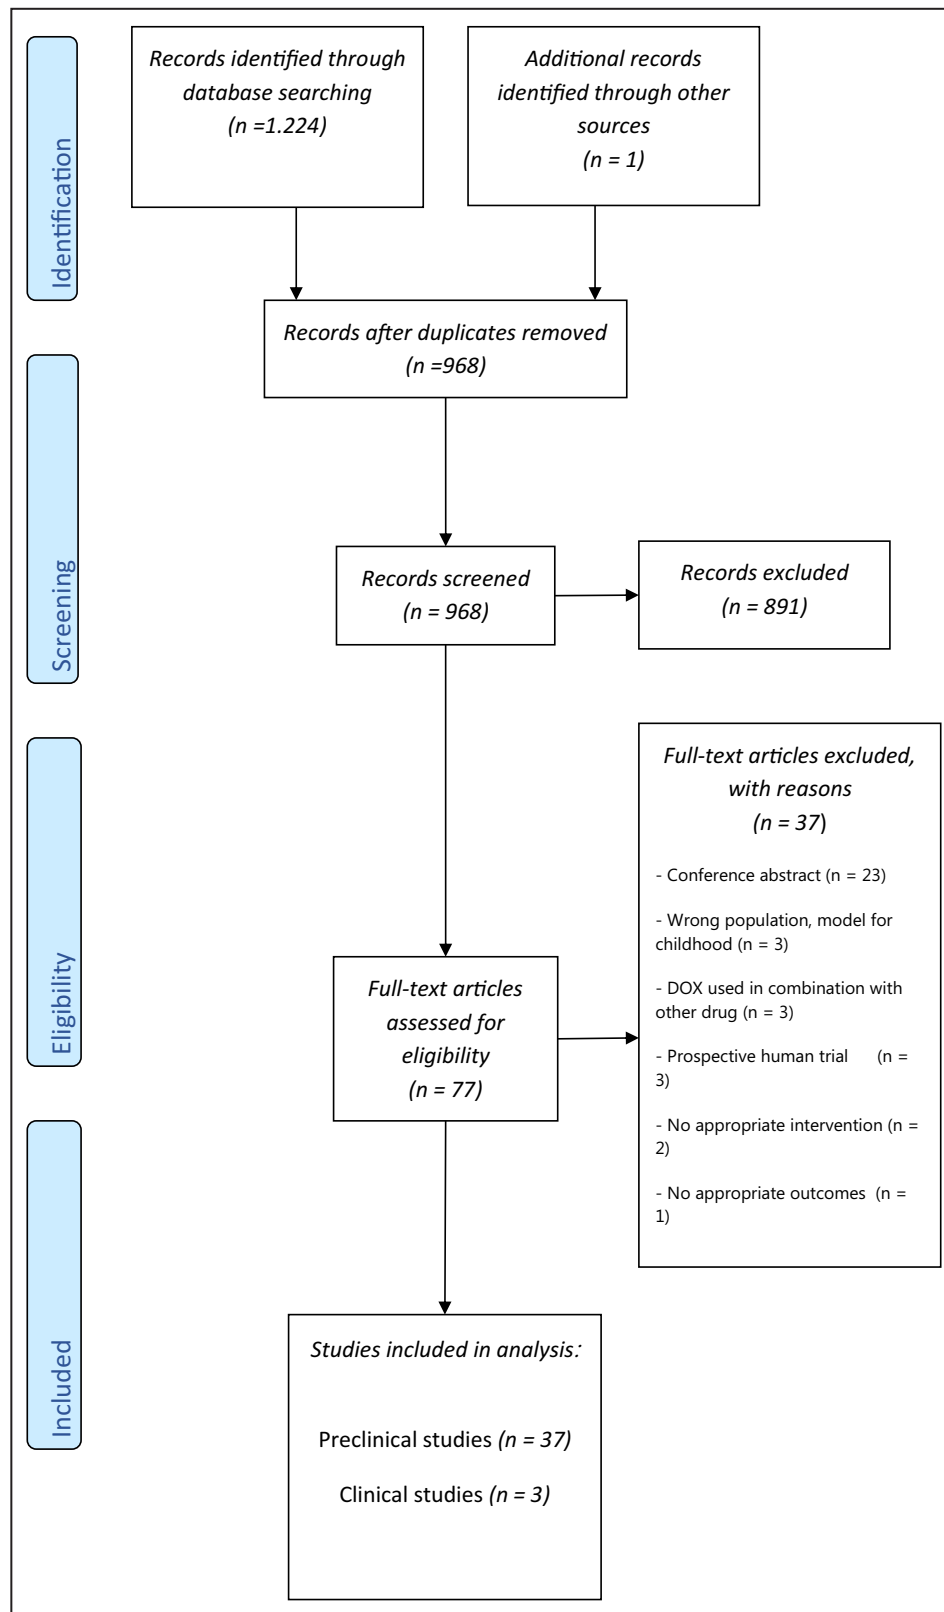 Identification
Records identified through
database searching
(n =1.224)
Additional records
identified through other
sources
(n = 1)
Records after duplicates removed
(n =968)
Screening
Records screened
(n = 968)
Records excluded
(n = 891)
Eligibility
Full-text articles
assessed for
eligibility
(n = 77)
Full-text articles excluded,
with reasons
(n = 37)
- Conference abstract (n = 23)
- Wrong population, model for
childhood (n = 3)
- DOX used in combination with
other drug (n = 3)
- Prospective human trial (n =
3)
- No appropriate intervention (n =
2)
- No appropriate outcomes (n =
1)
Included
Studies included in analysis:
Preclinical studies (n = 37)
Clinical studies (n = 3)